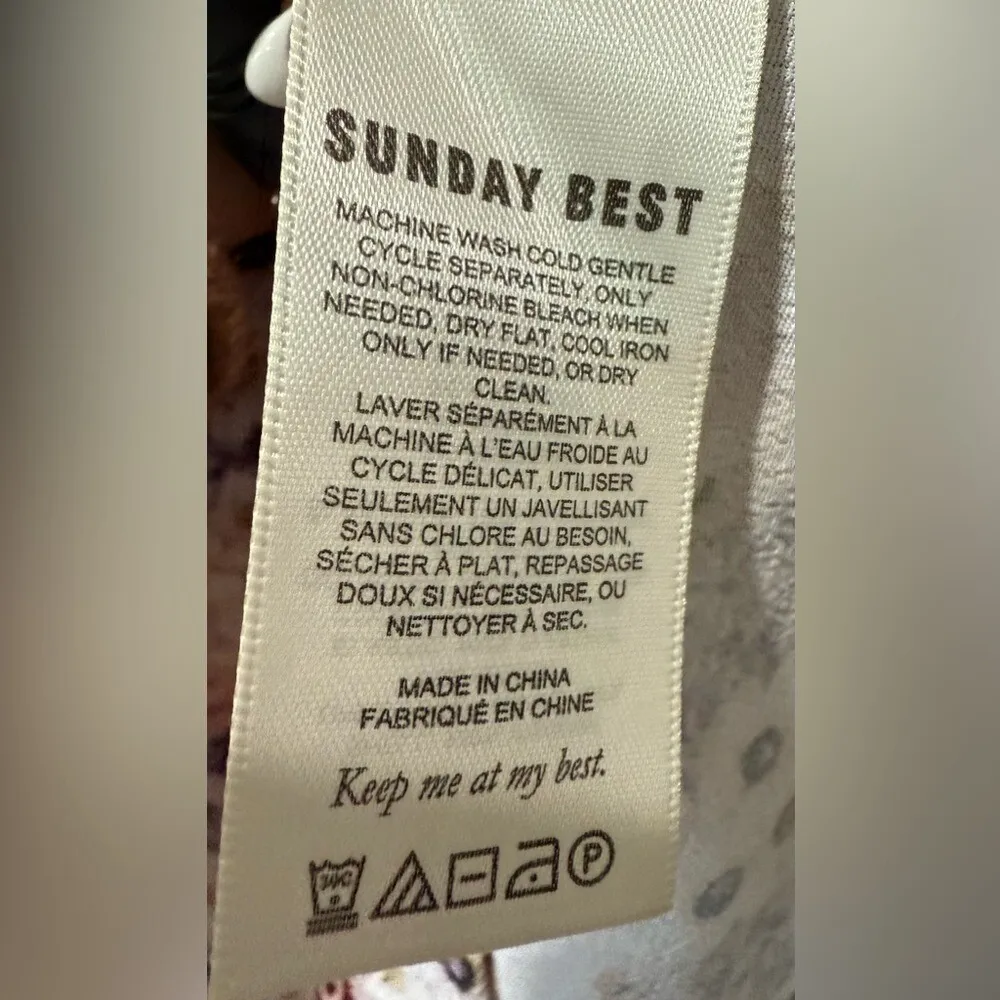 SUNDAY BEST
MACHINE WASH COLD GENTLE
CYCLE SEPARATELY, ONLY
NON-CHLORINE BLEACH WHEN
NEEDED, DRY FLAT, COOL IRON
ONLY IF NEEDED, OR DRY
CLEAN.
LAVER SÉPARÉMENT À LA
MACHINE À L'EAU FROIDE AU
CYCLE DÉLICAT, UTILISER
SEULEMENT UN JAVELLISANT
SANS CHLORE AU BESOIN,
SÉCHER À PLAT, REPASSAGE
DOUX SI NÉCESSAIRE, OU
NETTOYER À SEC.
MADE IN CHINA
FABRIQUÉ EN CHINE
Keep me at my best.
P